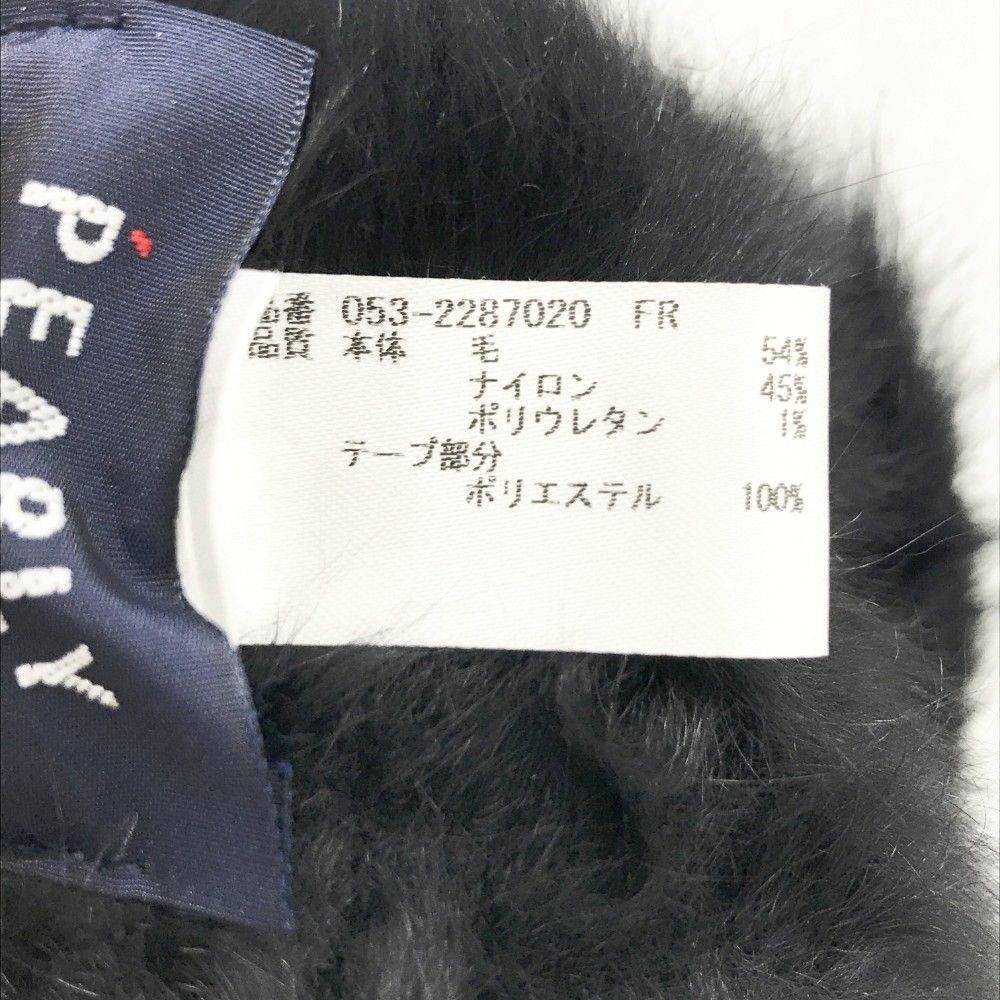 PEARLY
品番 053-2287020 FR
品質 本体 毛 54%
ナイロン 45%
ポリウレタン 1%
テープ部分
ポリエステル 100%